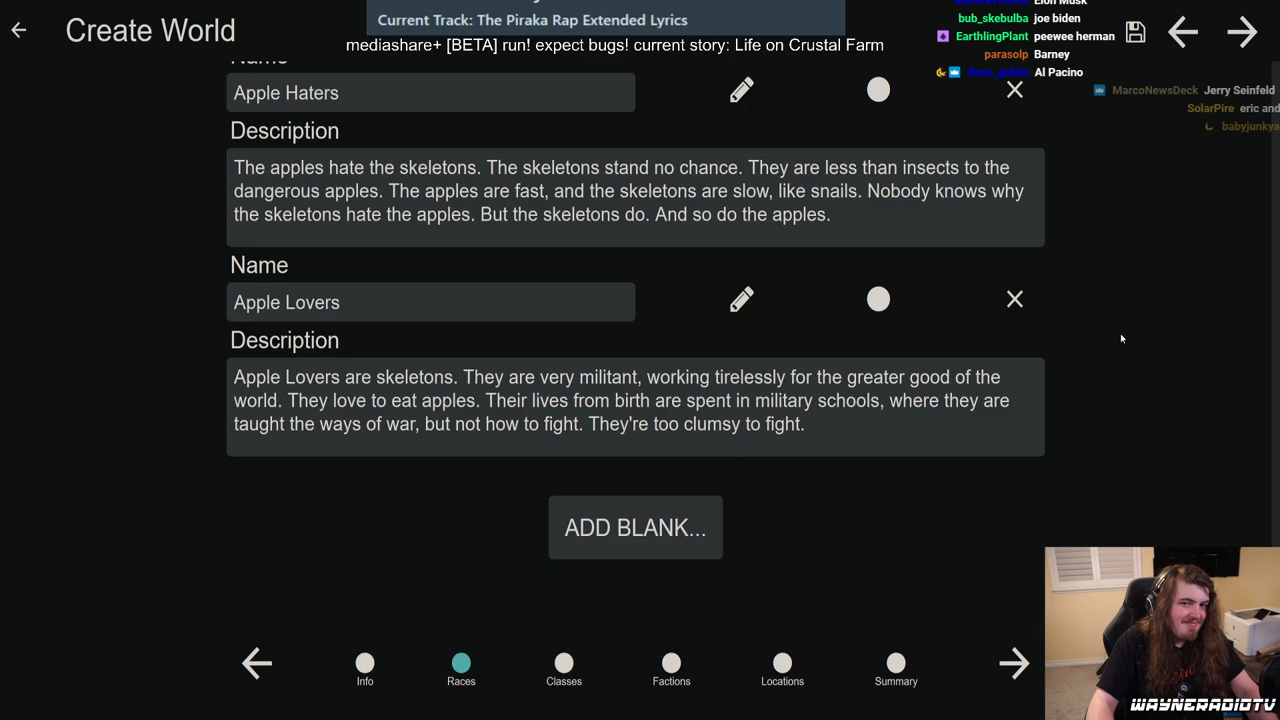 Create World
Current Track: The Piraka Rap Extended Lyrics
mediashare+ [BETA] run! expect bugs! current story: Life on Crustal Farm
Elon Musk
bub_skebulba joe biden
EarthlingPlant peewee herman
parasolp Barney
Al Pacino
MarcoNewsDeck Jerry Seinfeld
SolarPire eric and
babyjunkya
Name
Apple Haters
Description
The apples hate the skeletons. The skeletons stand no chance. They are less than insects to the
dangerous apples. The apples are fast, and the skeletons are slow, like snails. Nobody knows why
the skeletons hate the apples. But the skeletons do. And so do the apples.
Name
Apple Lovers
Description
Apple Lovers are skeletons. They are very militant, working tirelessly for the greater good of the
world. They love to eat apples. Their lives from birth are spent in military schools, where they are
taught the ways of war, but not how to fight. They're too clumsy to fight.
ADD BLANK...
Info
Races
Classes
Factions
Locations
Summary
WAYNERADIOTV